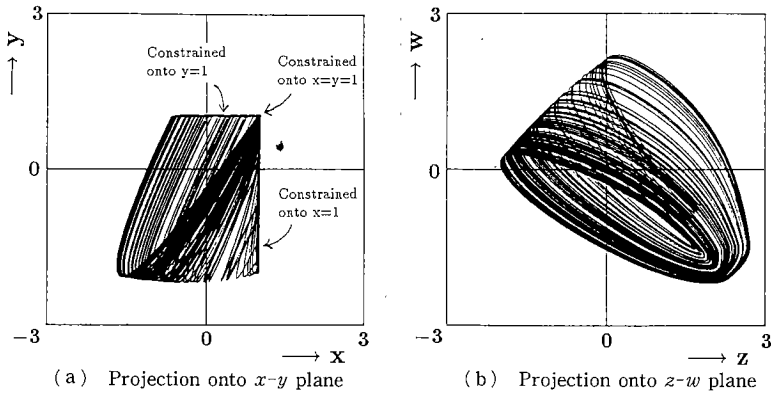 3
→ y
Constrained
onto y=1
Constrained
onto x=y=1
0
Constrained
onto x=1
−3
0
3
→ x
(a) Projection onto x-y plane
3
→ w
0
−3
0
3
→ z
(b) Projection onto z-w plane